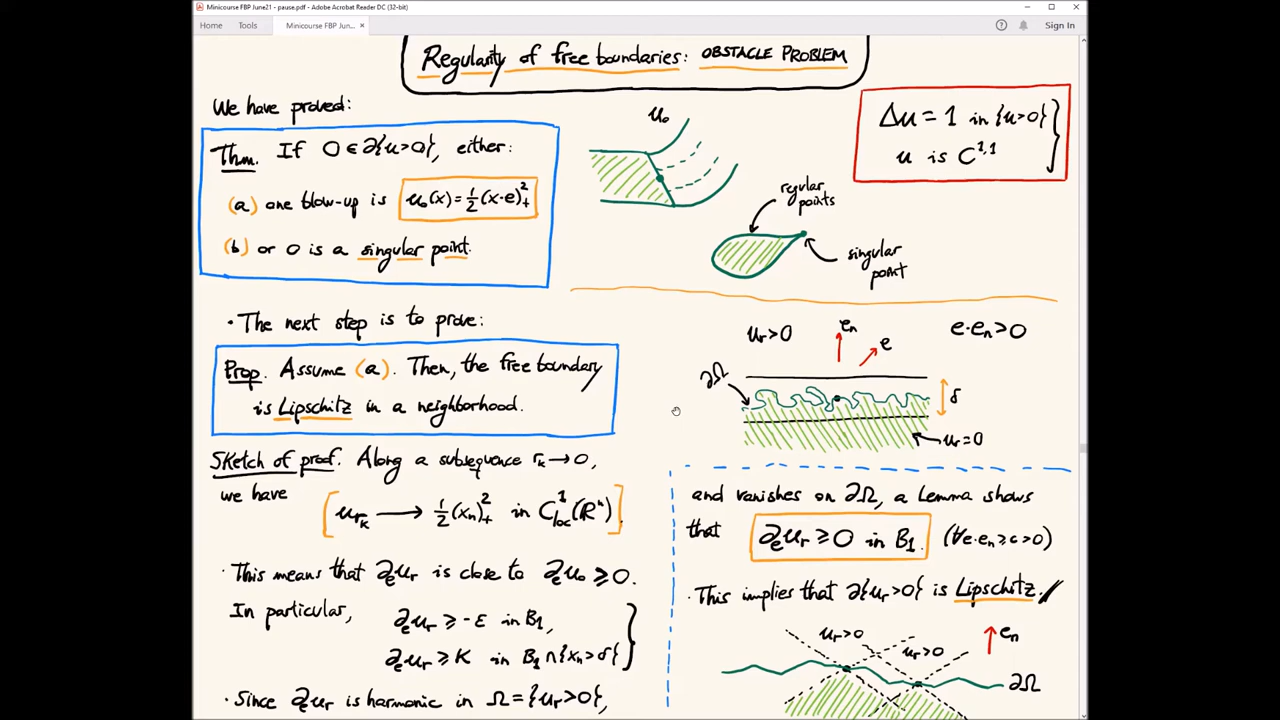 Minicourse FBP June21 - pause.pdf - Adobe Acrobat Reader DC (32-bit)
Home Tools Minicourse FBP Jun... × Sign In
Regularity of free boundaries: OBSTACLE PROBLEM
We have proved:
Thm. If 0 ∈ ∂{u>0}, either:
(a) one blow-up is u₀(x) = ½(x·e)₊²
(b) or 0 is a singular point.
u₀
regular points
singular point
Δu = 1 in {u>0}
u is C^{1,1}
• The next step is to prove:
Prop. Assume (a). Then, the free boundary
is Lipschitz in a neighborhood.
u_r>0
e_n
e
e·e_n>0
∂Ω
δ
u_r=0
Sketch of proof. Along a subsequence r_k→0,
we have
u_{r_k} ⟶ ½(x_n)₊² in C¹_loc(ℝⁿ)
· This means that ∂_e u_r is close to ∂_e u₀ ≥ 0.
In particular,
∂_e u_r ≥ -ε in B₁,
∂_e u_r ≥ K in B₁∩{x_n>δ}
· Since ∂_e u_r is harmonic in Ω={u_r>0},
and vanishes on ∂Ω, a Lemma shows
that ∂_e u_r ≥ 0 in B₁. (∀e·e_n ≥ c > 0)
· This implies that ∂{u_r>0} is Lipschitz.//
u_r>0
u_r>0
e_n
∂Ω